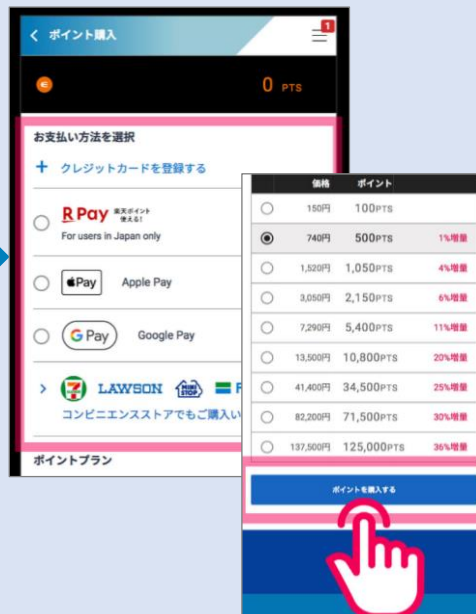 ポイント購入
1
0 PTS
お支払い方法を選択
+ クレジットカードを登録する
R Pay 楽天ポイント使える!
For users in Japan only
Pay Apple Pay
G Pay Google Pay
7 LAWSON MINI STOP F
コンビニエンスストアでもご購入い
ポイントプラン
価格 ポイント
150円 100PTS
740円 500PTS 1%増量
1,520円 1,050PTS 4%増量
3,050円 2,150PTS 6%増量
7,290円 5,400PTS 11%増量
13,500円 10,800PTS 20%増量
41,400円 34,500PTS 25%増量
82,200円 71,500PTS 30%増量
137,500円 125,000PTS 36%増量
ポイントを購入する